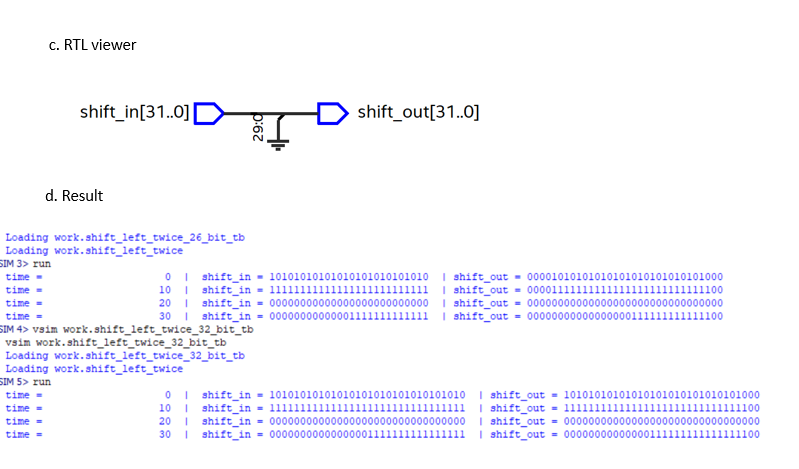 c. RTL viewer
shift_in[31..0]
29:0
shift_out[31..0]
d. Result
Loading work.shift_left_twice_26_bit_tb
Loading work.shift_left_twice
SIM 3> run
time = 0 | shift_in = 10101010101010101010101010 | shift_out = 00001010101010101010101010101000
time = 10 | shift_in = 11111111111111111111111111 | shift_out = 00001111111111111111111111111100
time = 20 | shift_in = 00000000000000000000000000 | shift_out = 00000000000000000000000000000000
time = 30 | shift_in = 00000000000001111111111111 | shift_out = 00000000000000000111111111111100
SIM 4> vsim work.shift_left_twice_32_bit_tb
vsim work.shift_left_twice_32_bit_tb
Loading work.shift_left_twice_32_bit_tb
Loading work.shift_left_twice
SIM 5> run
time = 0 | shift_in = 10101010101010101010101010101010 | shift_out = 10101010101010101010101010101000
time = 10 | shift_in = 11111111111111111111111111111111 | shift_out = 11111111111111111111111111111100
time = 20 | shift_in = 00000000000000000000000000000000 | shift_out = 00000000000000000000000000000000
time = 30 | shift_in = 00000000000000001111111111111111 | shift_out = 00000000000000111111111111111100